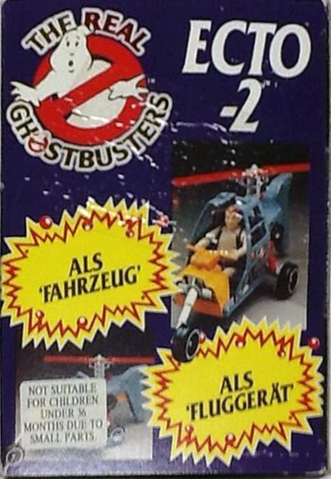 THE REAL
GHOSTBUSTERS
ECTO
-2
ALS
'FAHRZEUG'
ALS
'FLUGGERÄT'
NOT SUITABLE
FOR CHILDREN
UNDER 36
MONTHS DUE TO
SMALL PARTS